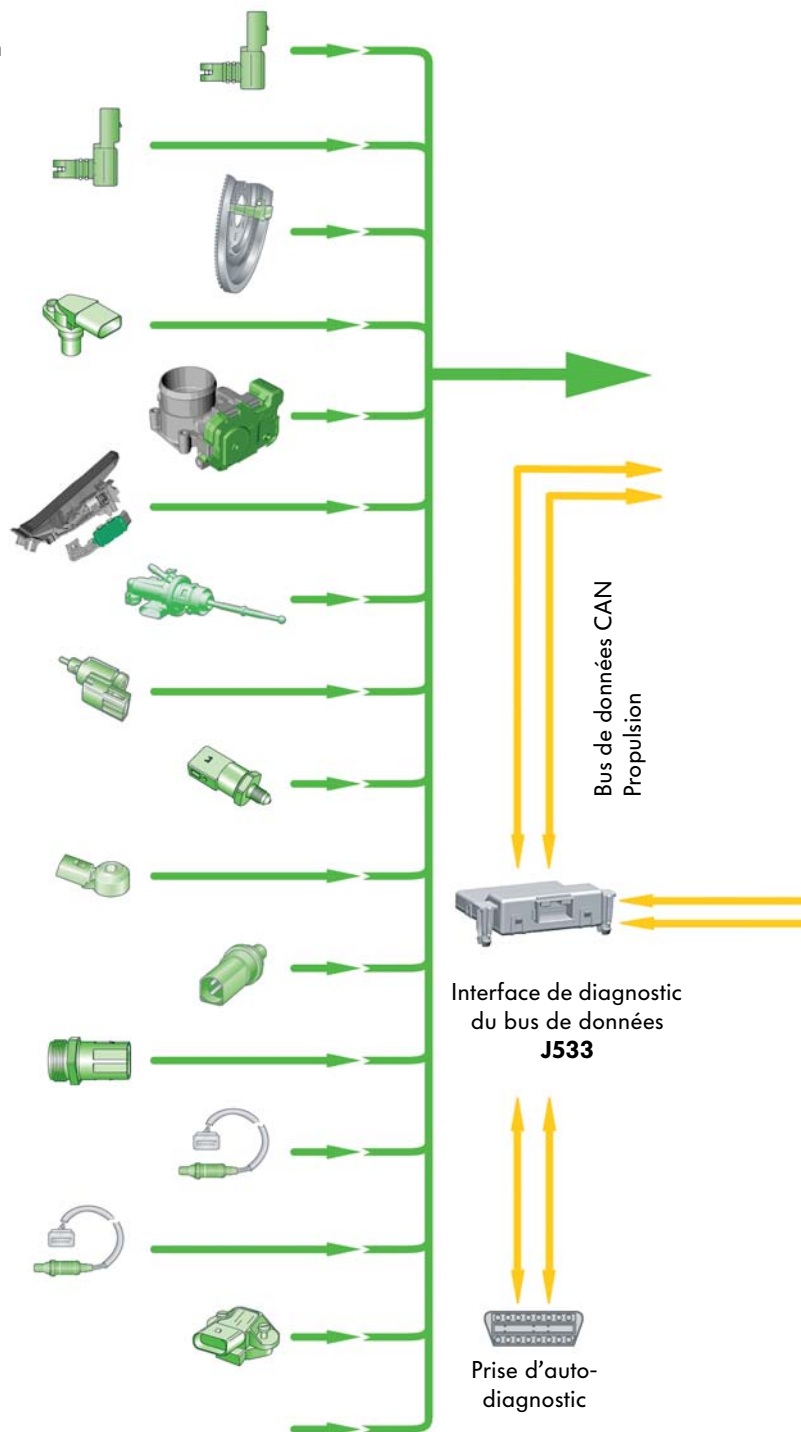 Bus de données CAN
Propulsion
Interface de diagnostic
du bus de données
J533
Prise d’auto-
diagnostic